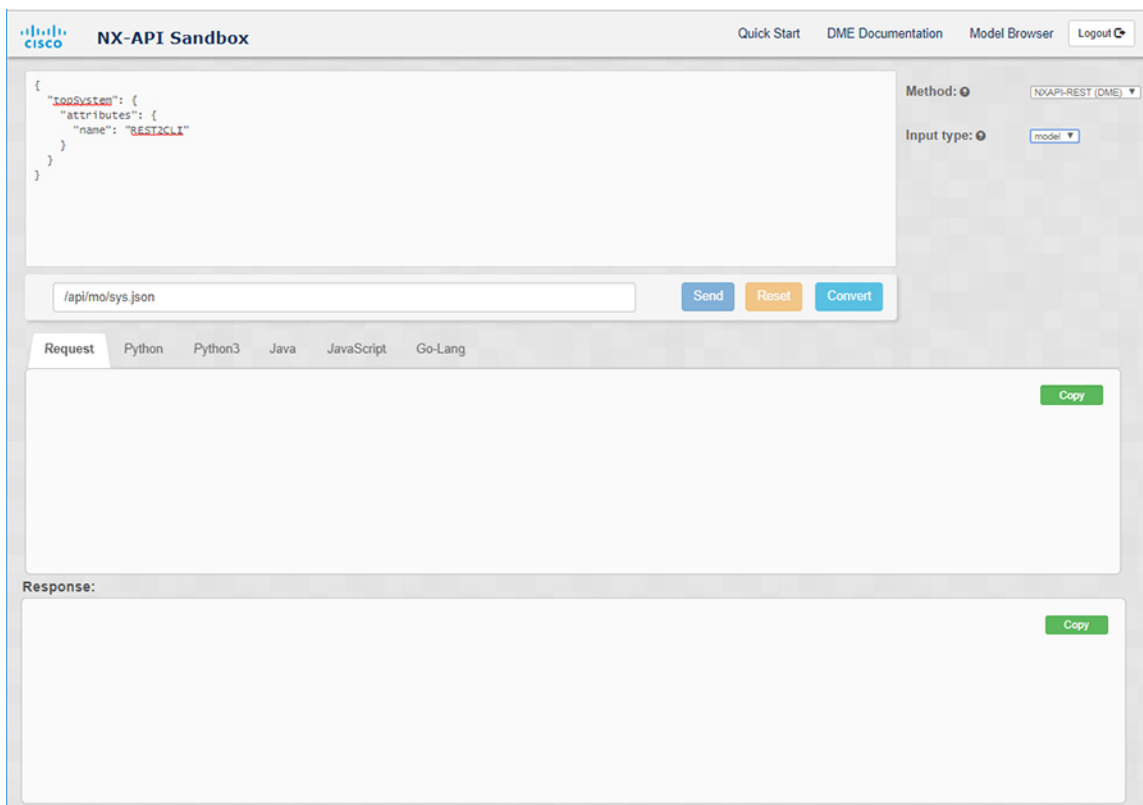 CISCO
NX-API Sandbox
Quick Start
DME Documentation
Model Browser
Logout
{
"topSystem": {
"attributes": {
"name": "REST2CLI"
}
}
}
Method:
NXAPI-REST (DME)
Input type:
model
/api/mo/sys.json
Send
Reset
Convert
Request
Python
Python3
Java
JavaScript
Go-Lang
Copy
Response:
Copy